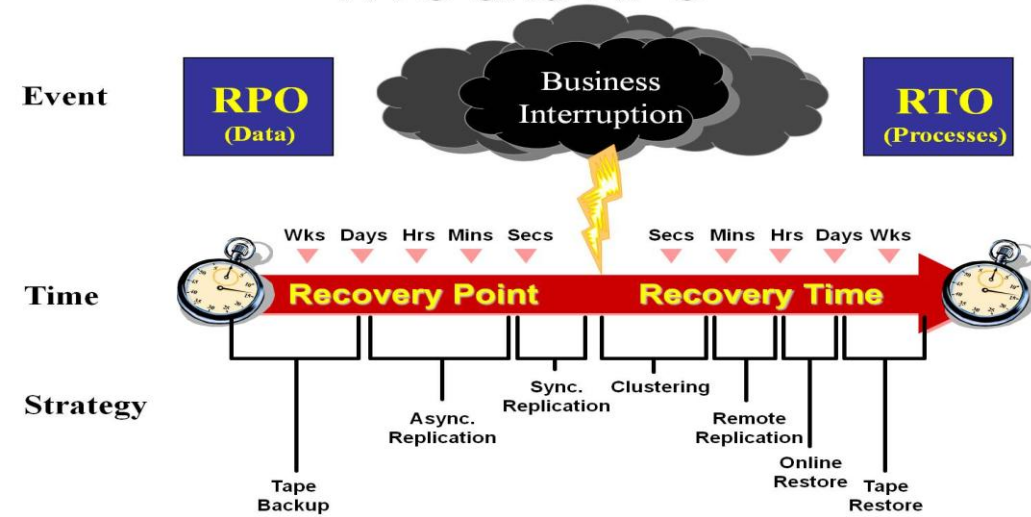 Event
RPO
(Data)
Business
Interruption
RTO
(Processes)
Wks Days Hrs Mins Secs
Secs Mins Hrs Days Wks
Time
Recovery Point
Recovery Time
Strategy
Tape
Backup
Async.
Replication
Sync.
Replication
Clustering
Remote
Replication
Online
Restore
Tape
Restore